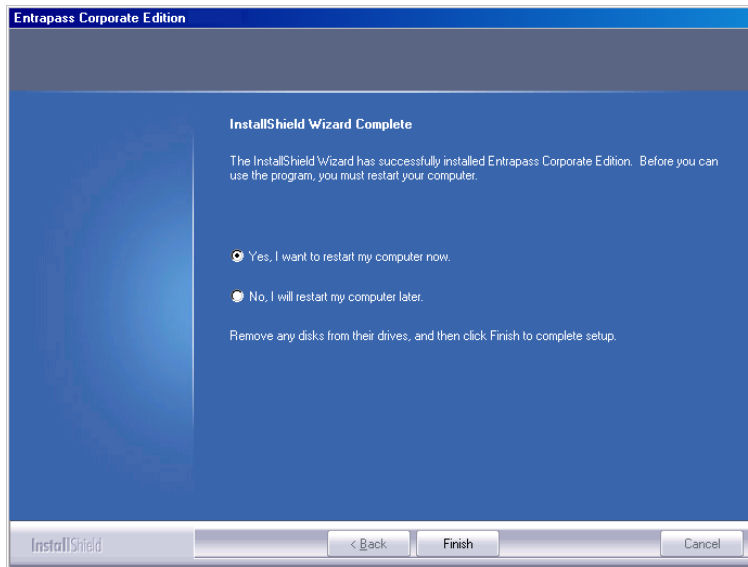 Entrapass Corporate Edition
InstallShield Wizard Complete
The InstallShield Wizard has successfully installed Entrapass Corporate Edition. Before you can
use the program, you must restart your computer.
Yes, I want to restart my computer now.
No, I will restart my computer later.
Remove any disks from their drives, and then click Finish to complete setup.
InstallShield
< Back
Finish
Cancel